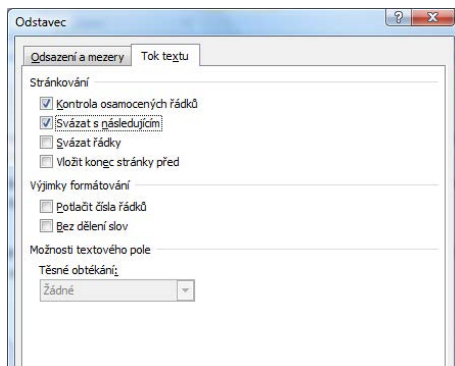 Odstavec
Odsazení a mezery Tok textu
Stránkování
Kontrola osamocených řádků
Svázat s následujícím
Svázat řádky
Vložit konec stránky před
Výjimky formátování
Potlačit čísla řádků
Bez dělení slov
Možnosti textového pole
Těsné obtékání:
Žádné